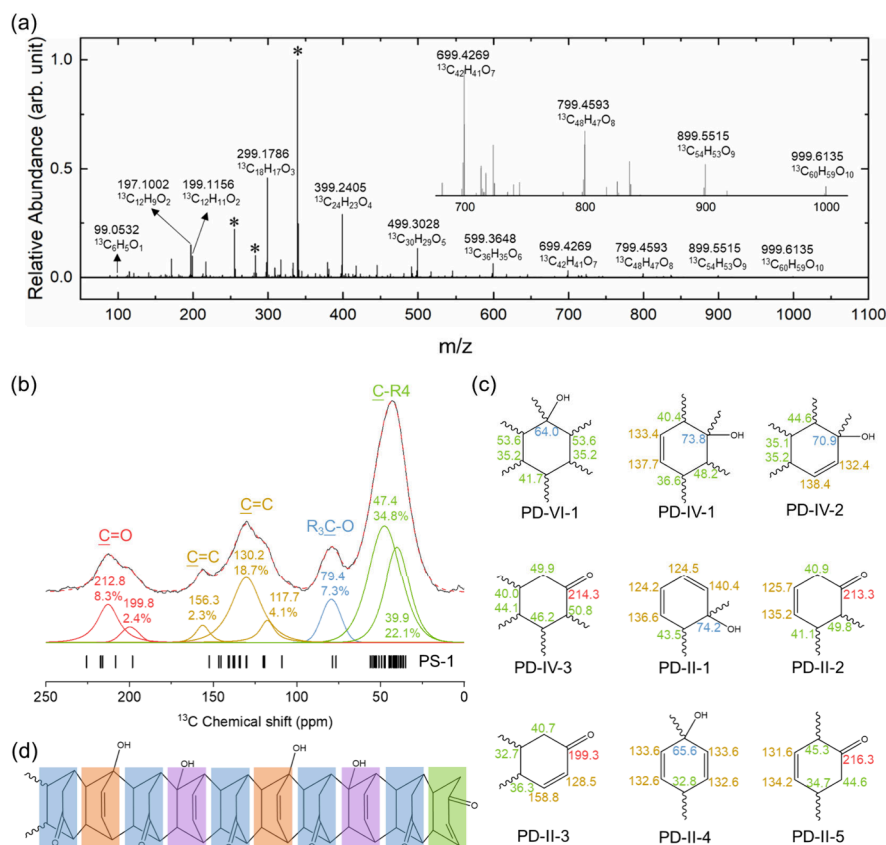 (a)
Relative Abundance (arb. unit)
1.0
0.5
0.0
*
*
*
99.0532
¹³C₆H₅O₁
197.1002
¹³C₁₂H₉O₂
199.1156
¹³C₁₂H₁₁O₂
299.1786
¹³C₁₈H₁₇O₃
399.2405
¹³C₂₄H₂₃O₄
499.3028
¹³C₃₀H₂₉O₅
599.3648
¹³C₃₆H₃₅O₆
699.4269
¹³C₄₂H₄₁O₇
799.4593
¹³C₄₈H₄₇O₈
899.5515
¹³C₅₄H₅₃O₉
999.6135
¹³C₆₀H₅₉O₁₀
699.4269
¹³C₄₂H₄₁O₇
799.4593
¹³C₄₈H₄₇O₈
899.5515
¹³C₅₄H₅₃O₉
999.6135
¹³C₆₀H₅₉O₁₀
700 800 900 1000
100 200 300 400 500 600 700 800 900 1000 1100
m/z
(b)
C-R4
C=O
C=C
C=C
R₃C-O
212.8
8.3%
199.8
2.4%
156.3
2.3%
130.2
18.7%
117.7
4.1%
79.4
7.3%
47.4
34.8%
39.9
22.1%
PS-1
250 200 150 100 50 0
¹³C Chemical shift (ppm)
(c)
OH
64.0
53.6 53.6
35.2 35.2
41.7
PD-VI-1
40.4
133.4
73.8 OH
137.7
48.2
36.6
PD-IV-1
44.6
OH
35.1
70.9
35.2
132.4
138.4
PD-IV-2
49.9
O
40.0
214.3
44.1
46.2
50.8
PD-IV-3
124.5
124.2
140.4
136.6
74.2 OH
43.5
PD-II-1
40.9
O
125.7
213.3
135.2
49.8
41.1
PD-II-2
40.7
O
32.7
199.3
36.3
128.5
158.8
PD-II-3
OH
65.6
133.6 133.6
132.6 132.6
32.8
PD-II-4
45.3
O
131.6
216.3
134.2
34.7
44.6
PD-II-5
(d)
OH
OH
OH
OH
O
O
O
O
O